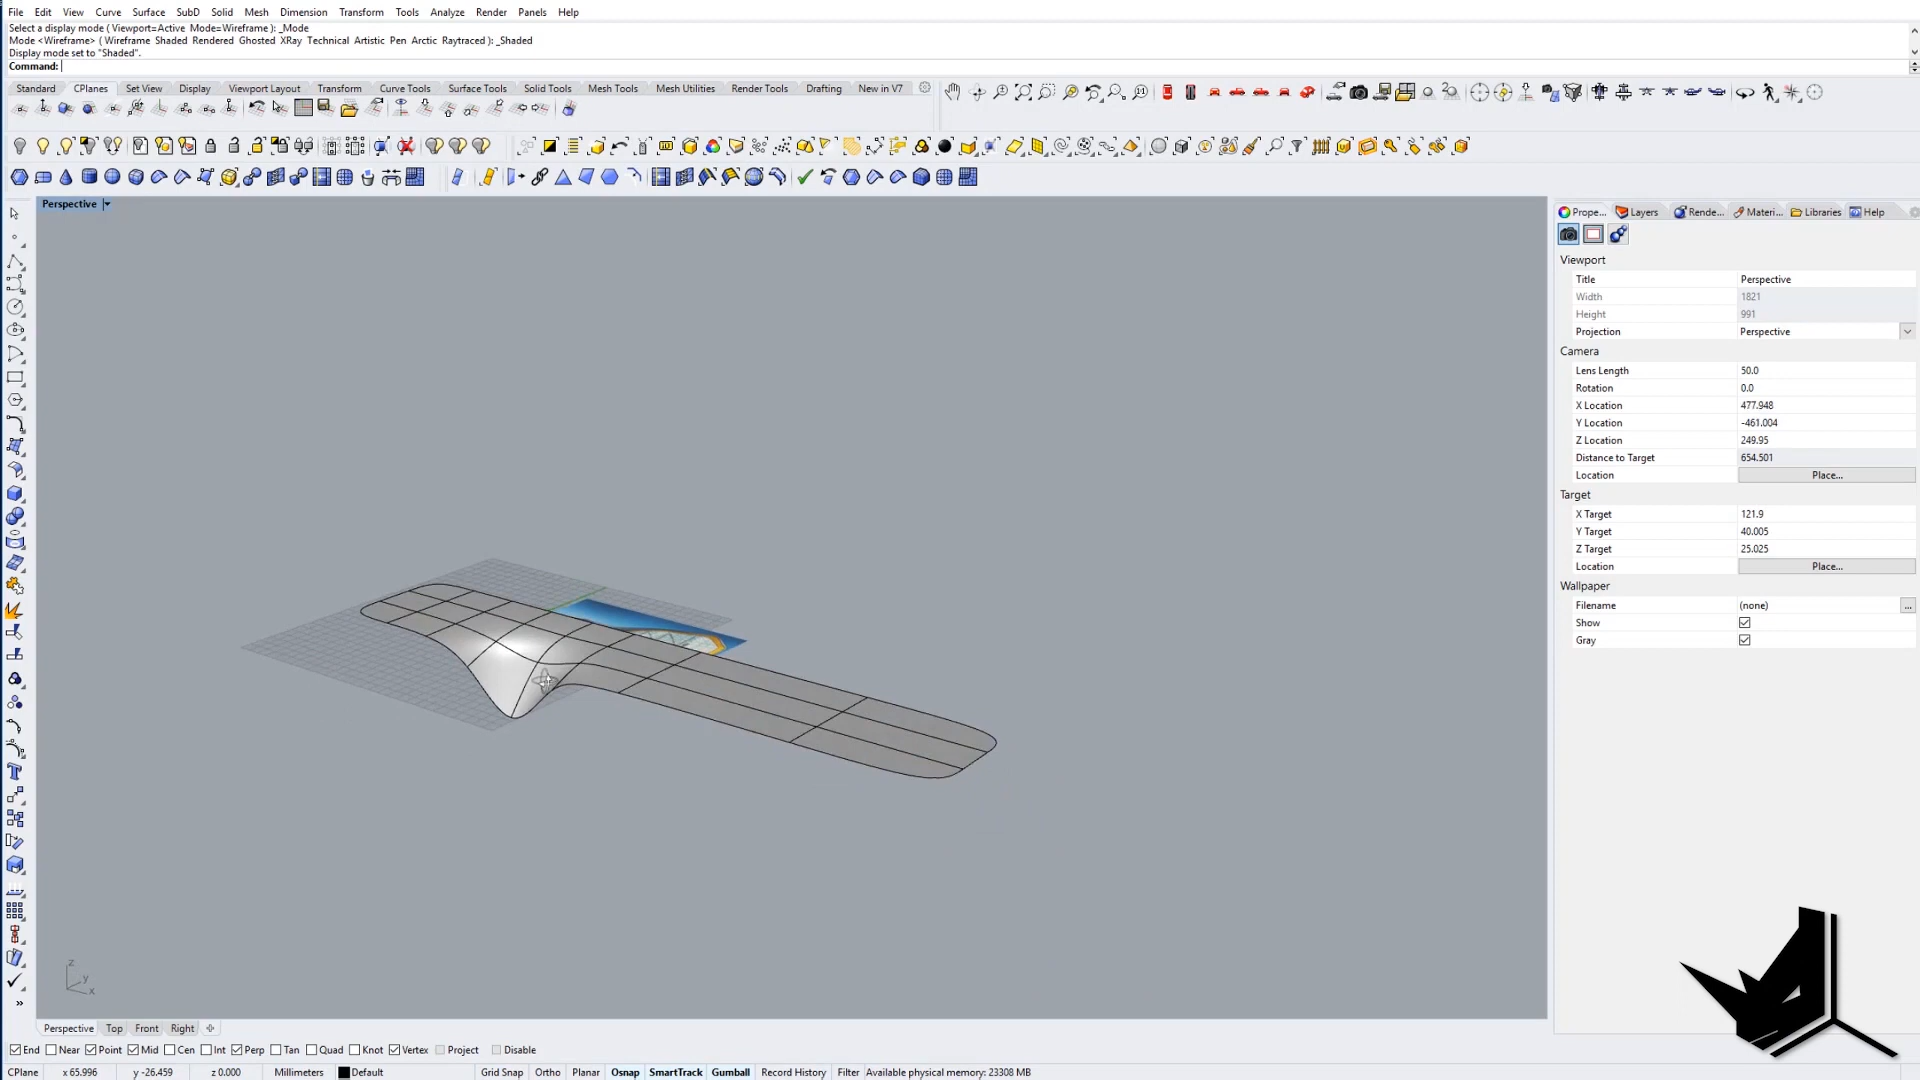 File Edit View Curve Surface SubD Solid Mesh Dimension Transform Tools Analyze Render Panels Help
Select a display mode ( Viewport=Active Mode=Wireframe ): _Mode
Mode <Wireframe> ( Wireframe Shaded Rendered Ghosted XRay Technical Artistic Pen Arctic Raytraced ): _Shaded
Display mode set to "Shaded".
Command:
Standard CPlanes Set View Display Viewport Layout Transform Curve Tools Surface Tools Solid Tools Mesh Tools Mesh Utilities Render Tools Drafting New in V7
Perspective
Prope... Layers Rende... Materi... Libraries Help
Viewport
Title Perspective
Width 1821
Height 991
Projection Perspective
Camera
Lens Length 50.0
Rotation 0.0
X Location 477.948
Y Location -461.004
Z Location 249.95
Distance to Target 654.501
Location Place...
Target
X Target 121.9
Y Target 40.005
Z Target 25.025
Location Place...
Wallpaper
Filename (none) ...
Show
Gray
z
y
x
Perspective Top Front Right
End Near Point Mid Cen Int Perp Tan Quad Knot Vertex Project Disable
CPlane x 65.996 y -26.459 z 0.000 Millimeters Default Grid Snap Ortho Planar Osnap SmartTrack Gumball Record History Filter Available physical memory: 23308 MB